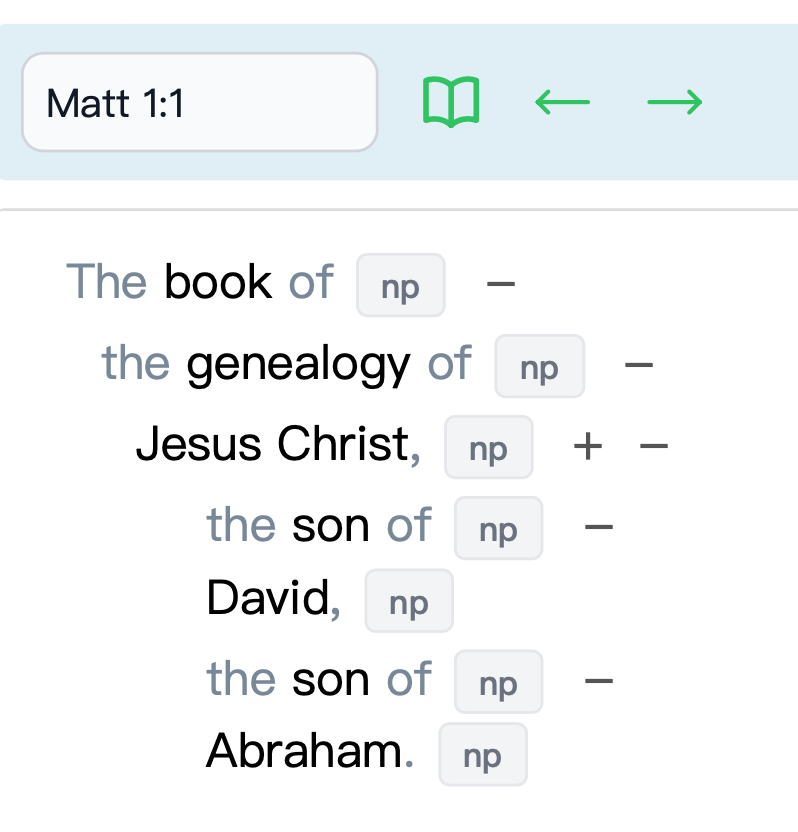 Matt 1:1
The book of np −
the genealogy of np −
Jesus Christ, np + −
the son of np −
David, np
the son of np −
Abraham. np